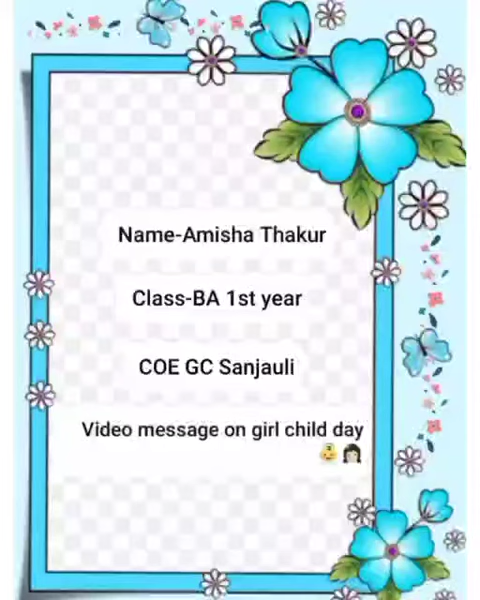 Name-Amisha Thakur
Class-BA 1st year
COE GC Sanjauli
Video message on girl child day
👶👩🏻